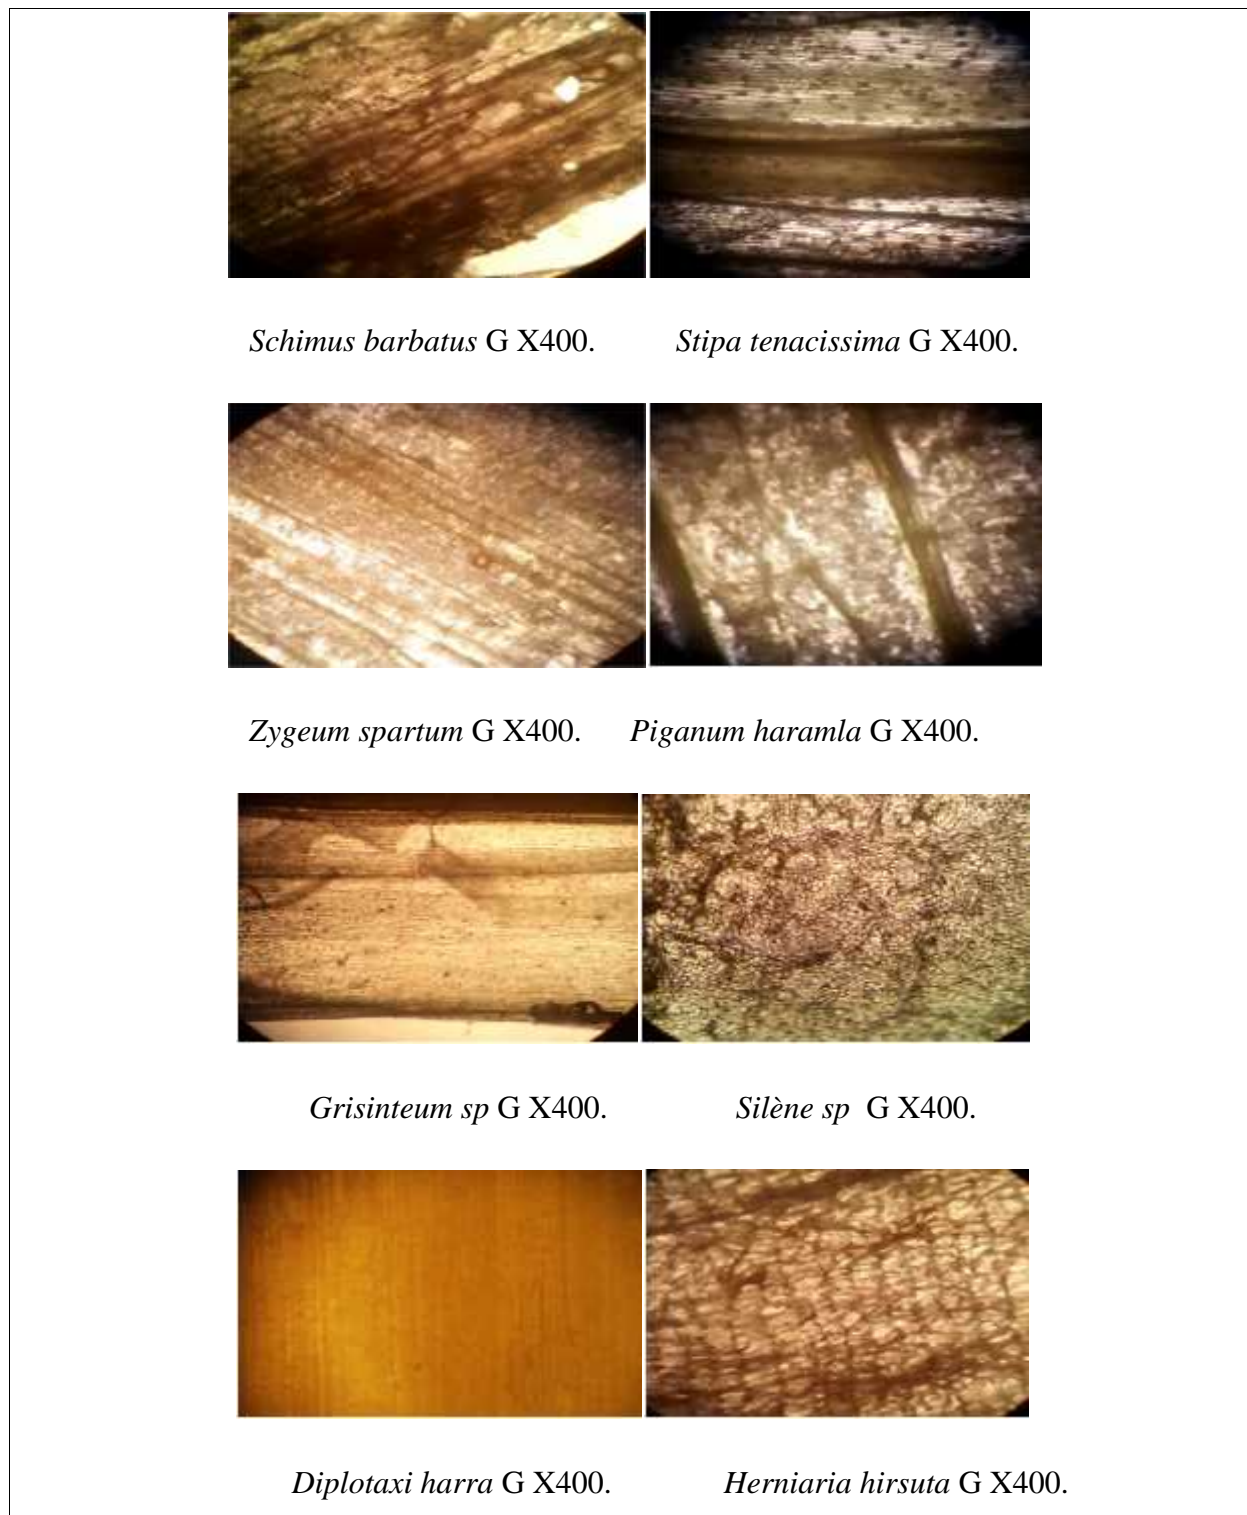 Schimus barbatus G X400. Stipa tenacissima G X400.
Zygeum spartum G X400. Piganum haramla G X400.
Grisinteum sp G X400. Silène sp G X400.
Diplotaxi harra G X400. Herniaria hirsuta G X400.